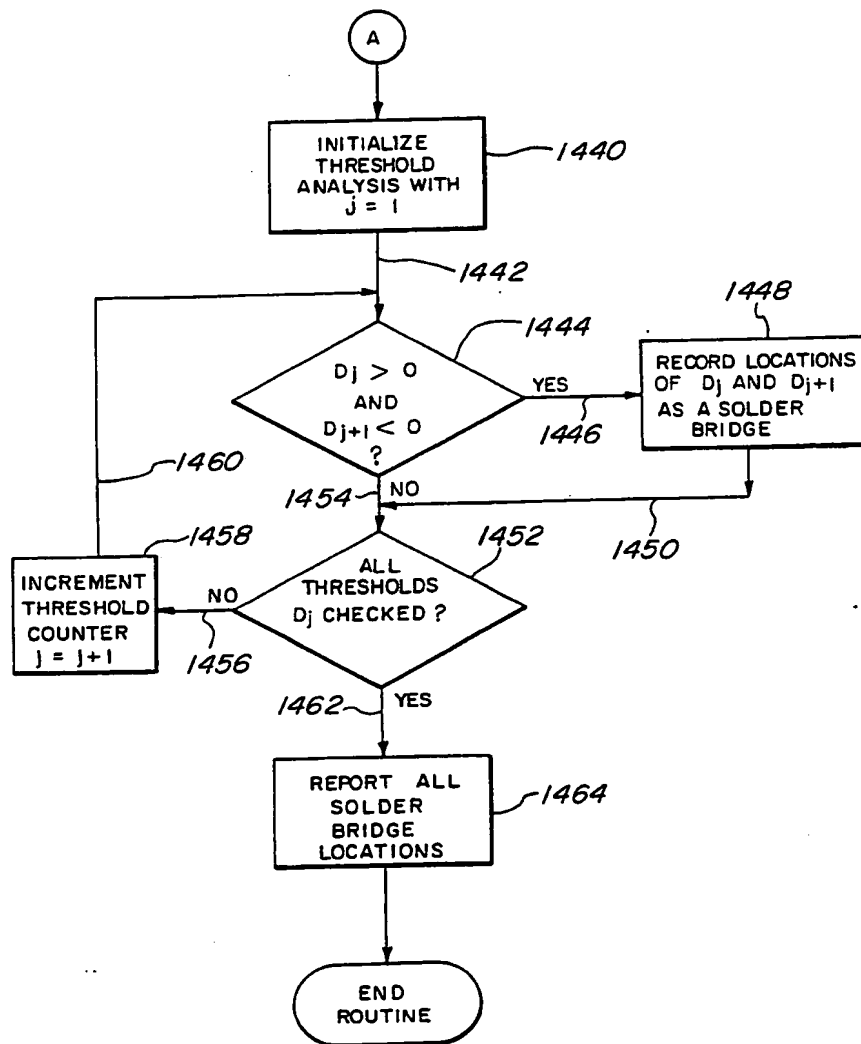 A
INITIALIZE
THRESHOLD
ANALYSIS WITH
j = 1
1440
1442
1444
Dj > 0
AND
Dj+1 < 0
?
YES
1446
1448
RECORD LOCATIONS
OF Dj AND Dj+1
AS A SOLDER
BRIDGE
1460
1454
NO
1450
1458
INCREMENT
THRESHOLD
COUNTER
j = j+1
NO
1456
1452
ALL
THRESHOLDS
Dj CHECKED ?
1462
YES
REPORT ALL
SOLDER
BRIDGE
LOCATIONS
1464
END
ROUTINE